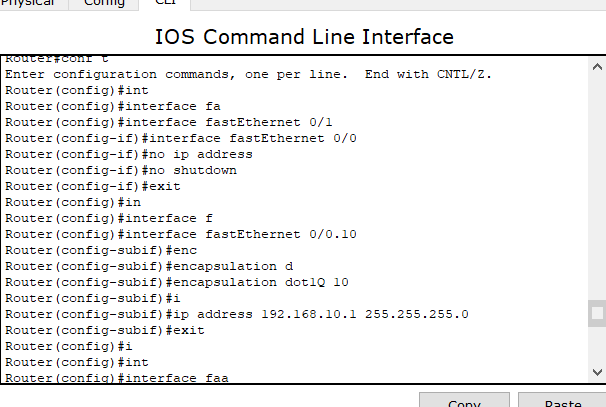 Physical Config CLI
IOS Command Line Interface
Router#conf t
Enter configuration commands, one per line.  End with CNTL/Z.
Router(config)#int
Router(config)#interface fa
Router(config)#interface fastEthernet 0/1
Router(config-if)#interface fastEthernet 0/0
Router(config-if)#no ip address
Router(config-if)#no shutdown
Router(config-if)#exit
Router(config)#in
Router(config)#interface f
Router(config)#interface fastEthernet 0/0.10
Router(config-subif)#enc
Router(config-subif)#encapsulation d
Router(config-subif)#encapsulation dot1Q 10
Router(config-subif)#i
Router(config-subif)#ip address 192.168.10.1 255.255.255.0
Router(config-subif)#exit
Router(config)#i
Router(config)#int
Router(config)#interface faa
Copy Paste